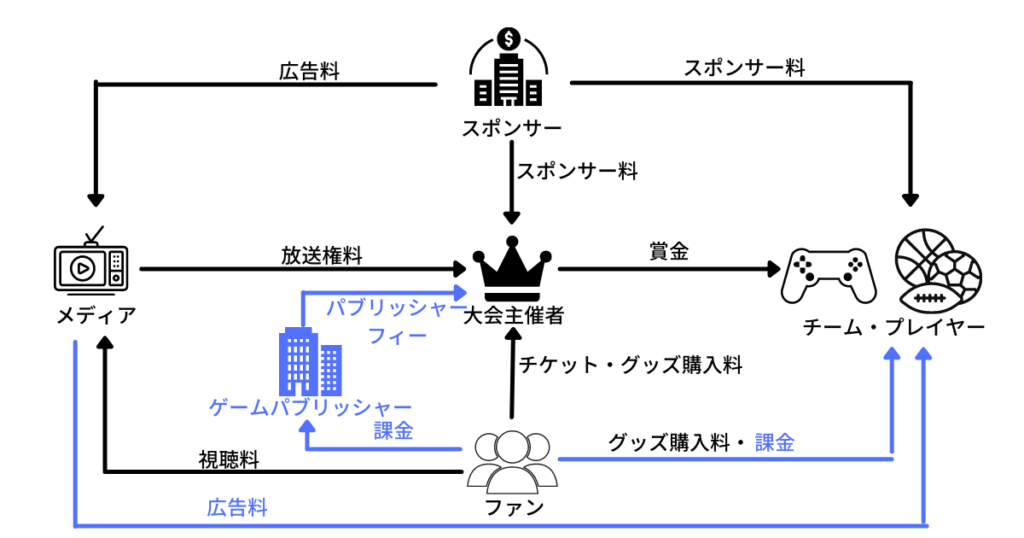 広告料
スポンサー料
スポンサー
スポンサー料
放送権料
賞金
メディア
パブリッシャー
フィー
大会主催者
チーム・プレイヤー
チケット・グッズ購入料
ゲームパブリッシャー
課金
グッズ購入料・課金
視聴料
ファン
広告料